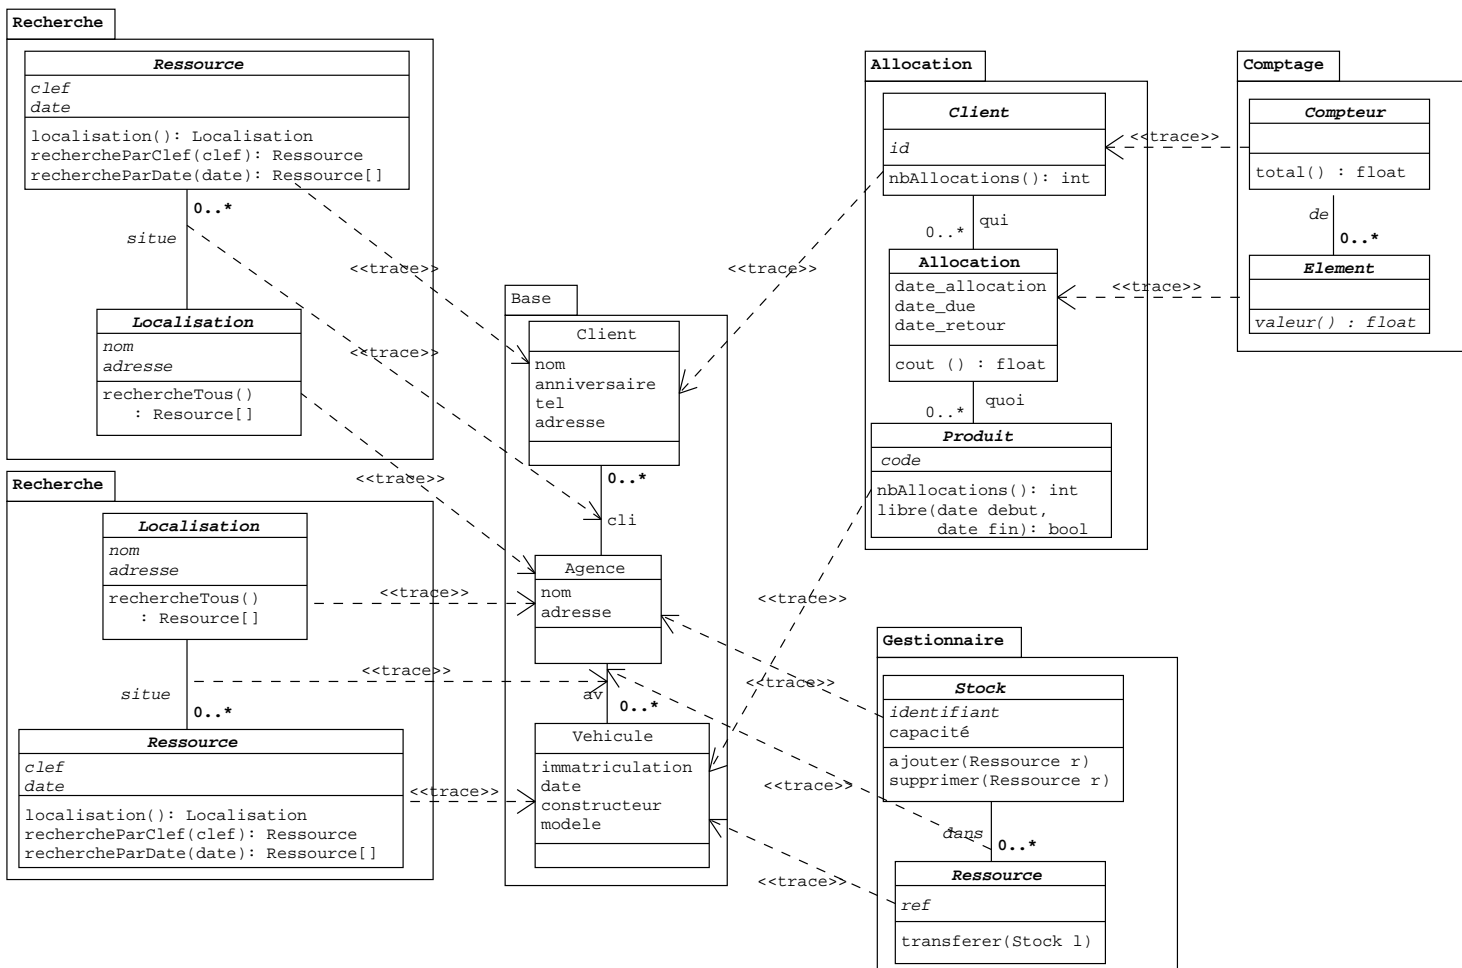 Recherche
Ressource
clef
date
localisation(): Localisation
rechercheParClef(clef): Ressource
rechercheParDate(date): Ressource[]
0..*
situe
<<trace>>
Localisation
nom
adresse
rechercheTous()
: Resource[]
<<trace>>
<<trace>>
Recherche
Localisation
nom
adresse
rechercheTous()
: Resource[]
<<trace>>
situe
<<trace>>
0..*
Ressource
clef
date
localisation(): Localisation
rechercheParClef(clef): Ressource
rechercheParDate(date): Ressource[]
<<trace>>
Base
Client
nom
anniversaire
tel
adresse
0..*
cli
Agence
nom
adresse
av
0..*
Vehicule
immatriculation
date
constructeur
modele
Allocation
Client
id
nbAllocations(): int
<<trace>>
qui
0..*
Allocation
date_allocation
date_due
date_retour
cout () : float
quoi
0..*
Produit
code
nbAllocations(): int
libre(date debut,
date fin): bool
<<trace>>
Comptage
Compteur
total() : float
<<trace>>
de
0..*
Element
valeur() : float
<<trace>>
Gestionnaire
Stock
identifiant
capacité
ajouter(Ressource r)
supprimer(Ressource r)
<<trace>>
<<trace>>
dans
0..*
Ressource
ref
transferer(Stock l)
<<trace>>